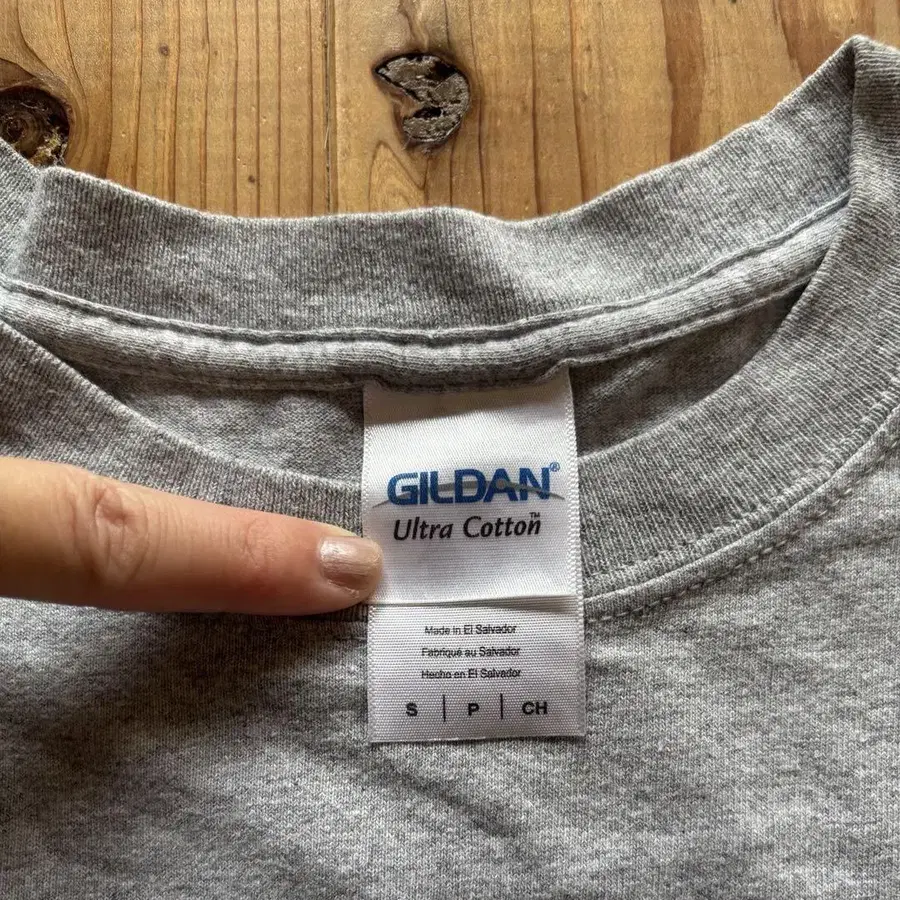 GILDAN®
Ultra Cotton™
Made in El Salvador
Fabriqué au Salvador
Hecho en El Salvador
S | P | CH